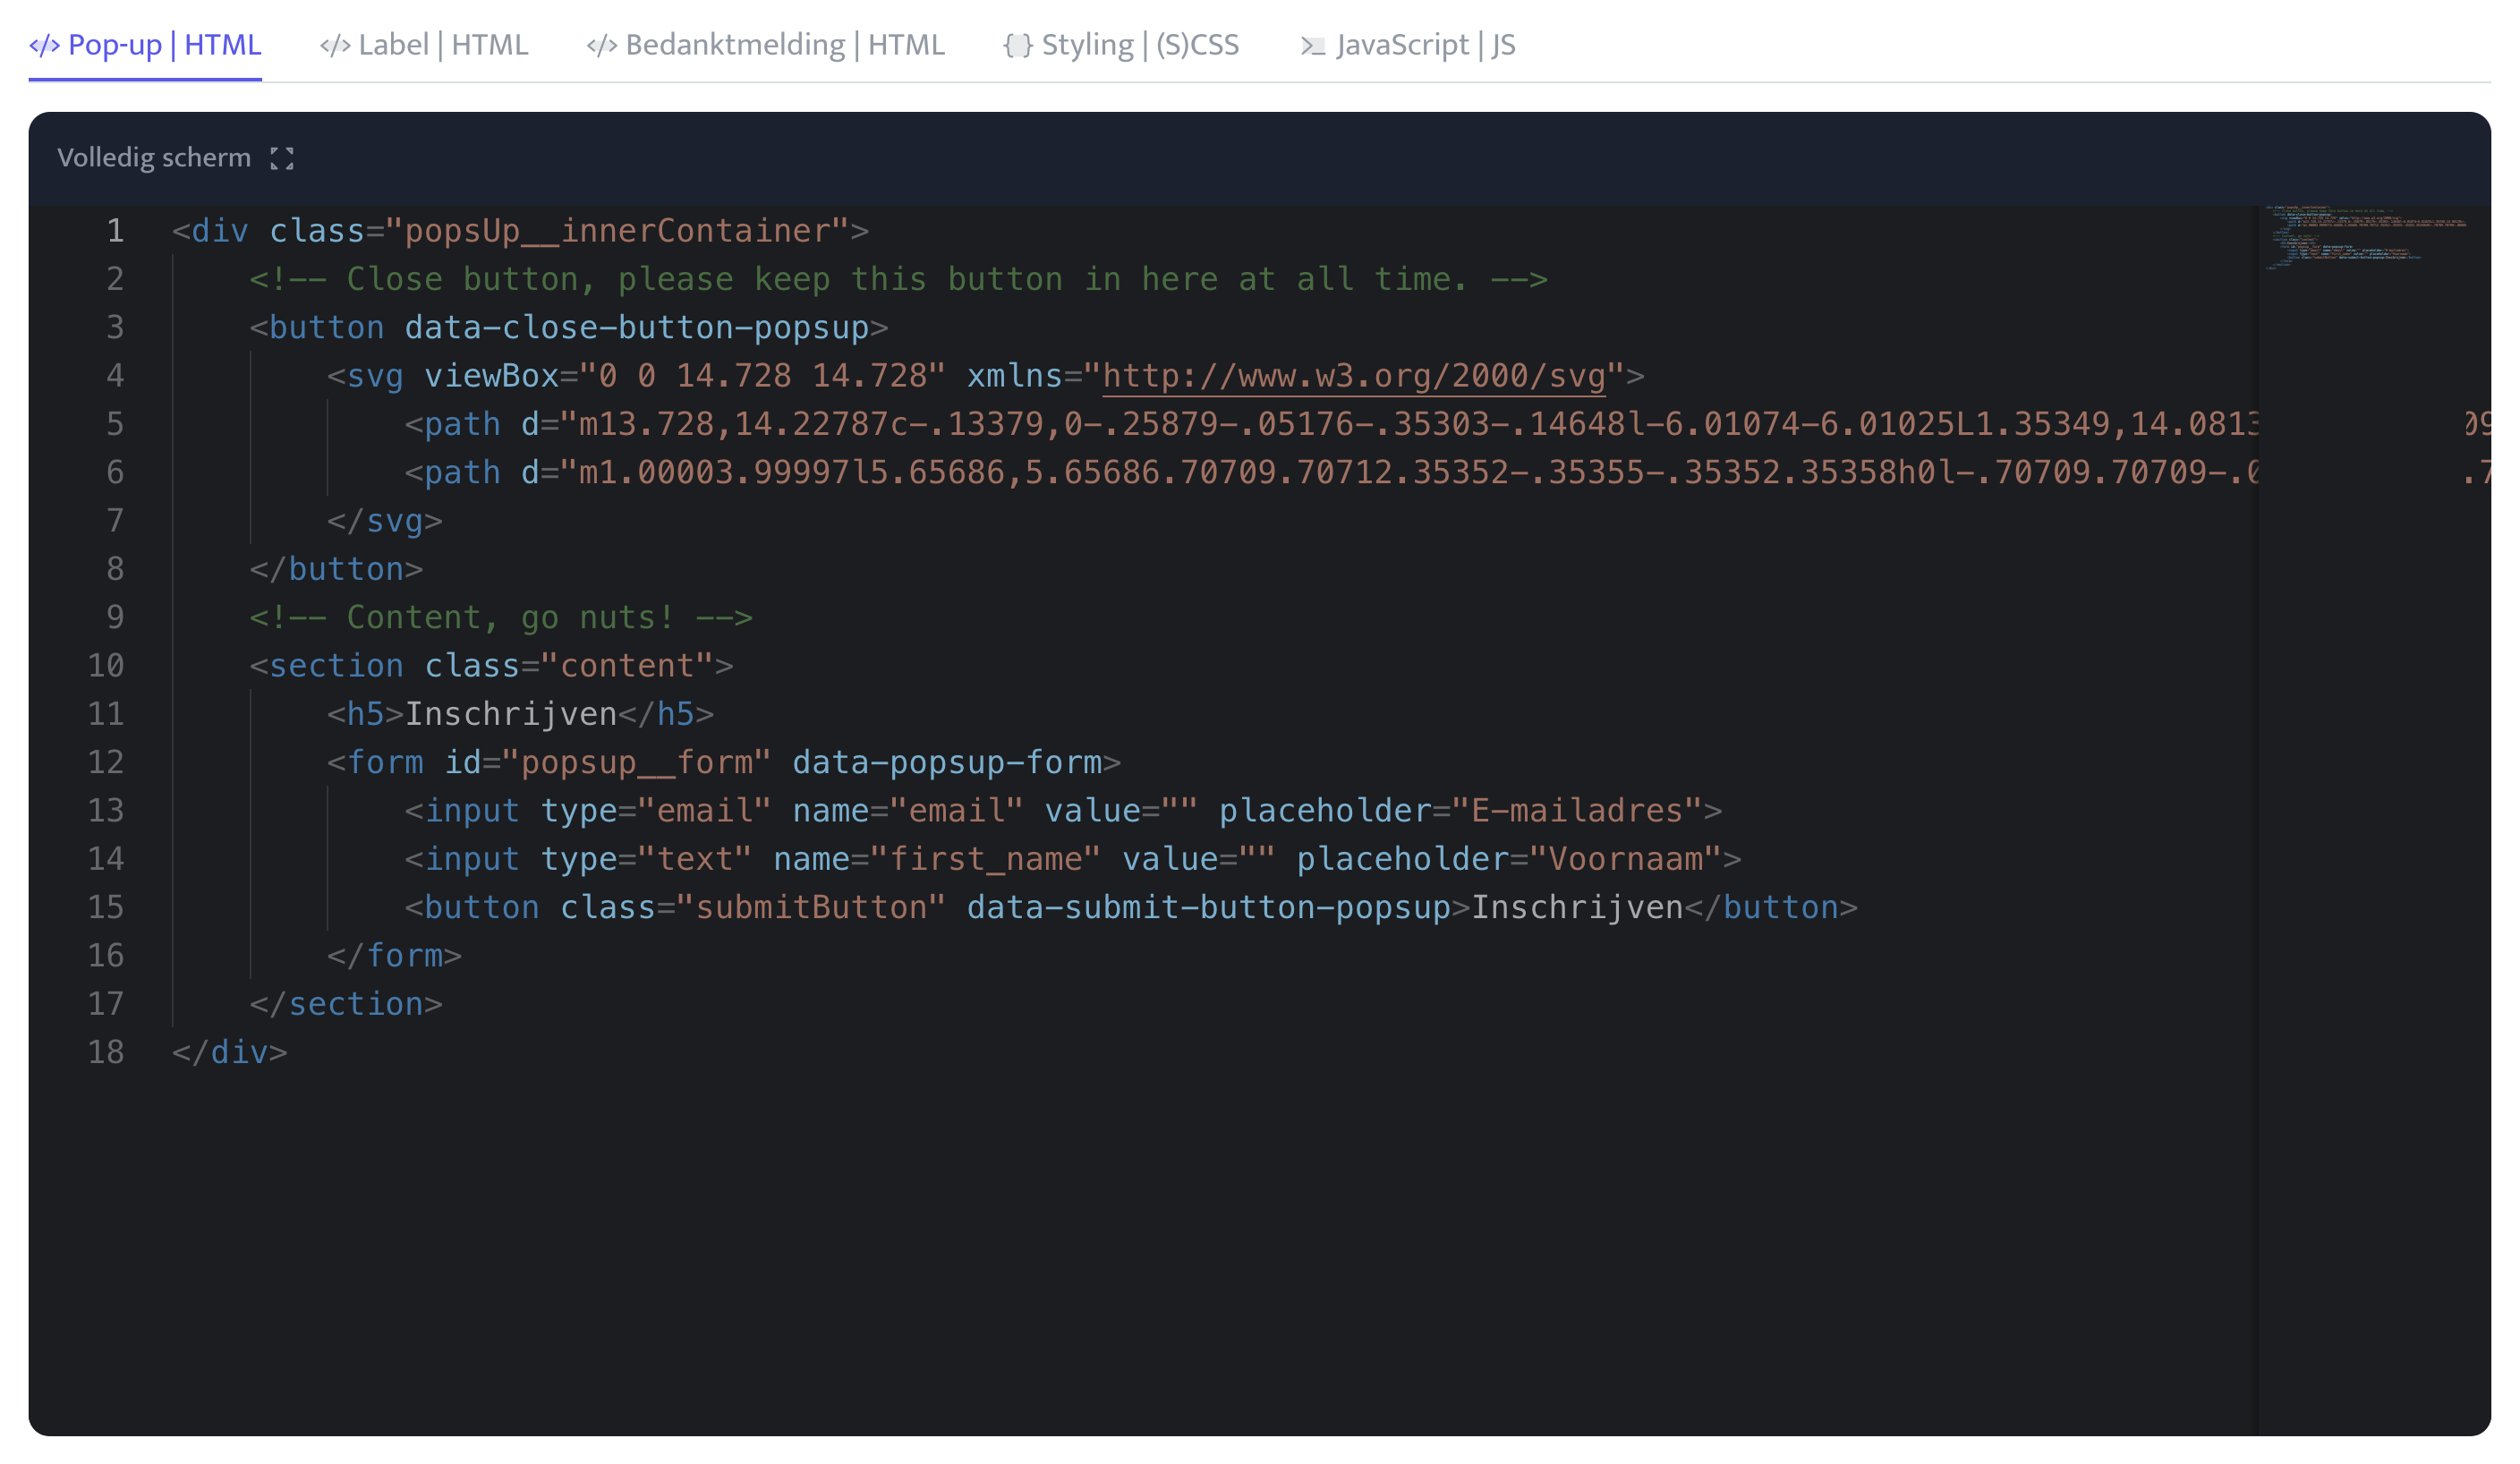 </> Pop-up | HTML </> Label | HTML </> Bedanktmelding | HTML {} Styling | (S)CSS >_ JavaScript | JS
Volledig scherm
1 <div class="popsUp__innerContainer">
2 <!-- Close button, please keep this button in here at all time. -->
3 <button data-close-button-popsup>
4 <svg viewBox="0 0 14.728 14.728" xmlns="http://www.w3.org/2000/svg">
5 <path d="m13.728,14.22787c-.13379,0-.25879-.05176-.35303-.14648l-6.01074-6.01025L1.35349,14.0813
6 <path d="m1.00003.99997l5.65686,5.65686.70709.70712.35352-.35355-.35352.35358h0l-.70709.70709-.0
7 </svg>
8 </button>
9 <!-- Content, go nuts! -->
10 <section class="content">
11 <h5>Inschrijven</h5>
12 <form id="popsup__form" data-popsup-form>
13 <input type="email" name="email" value="" placeholder="E-mailadres">
14 <input type="text" name="first_name" value="" placeholder="Voornaam">
15 <button class="submitButton" data-submit-button-popsup>Inschrijven</button>
16 </form>
17 </section>
18 </div>